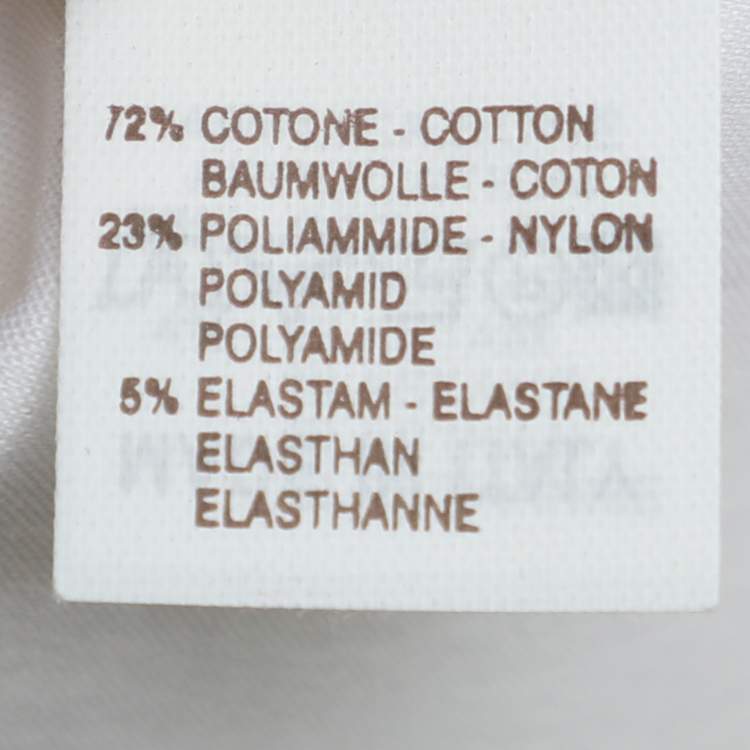 72% COTONE - COTTON
BAUMWOLLE - COTON
23% POLIAMMIDE - NYLON
POLYAMID
POLYAMIDE
5% ELASTAM - ELASTANE
ELASTHAN
ELASTHANNE